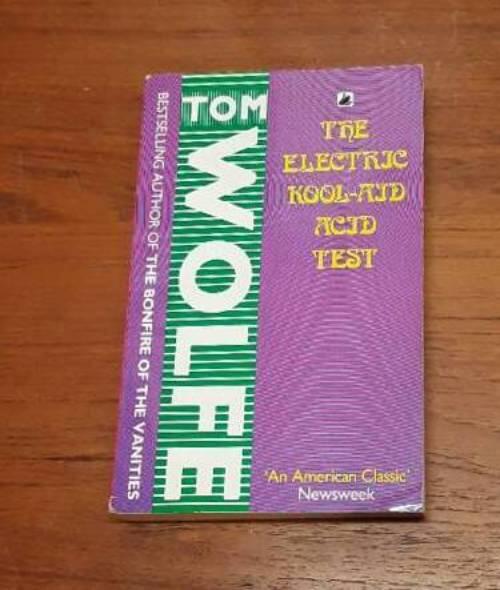 BESTSELLING AUTHOR OF THE BONFIRE OF THE VANITIES
TOM
WOLFE
THE
ELECTRIC
KOOL-AID
ACID
TEST
'An American Classic'
Newsweek